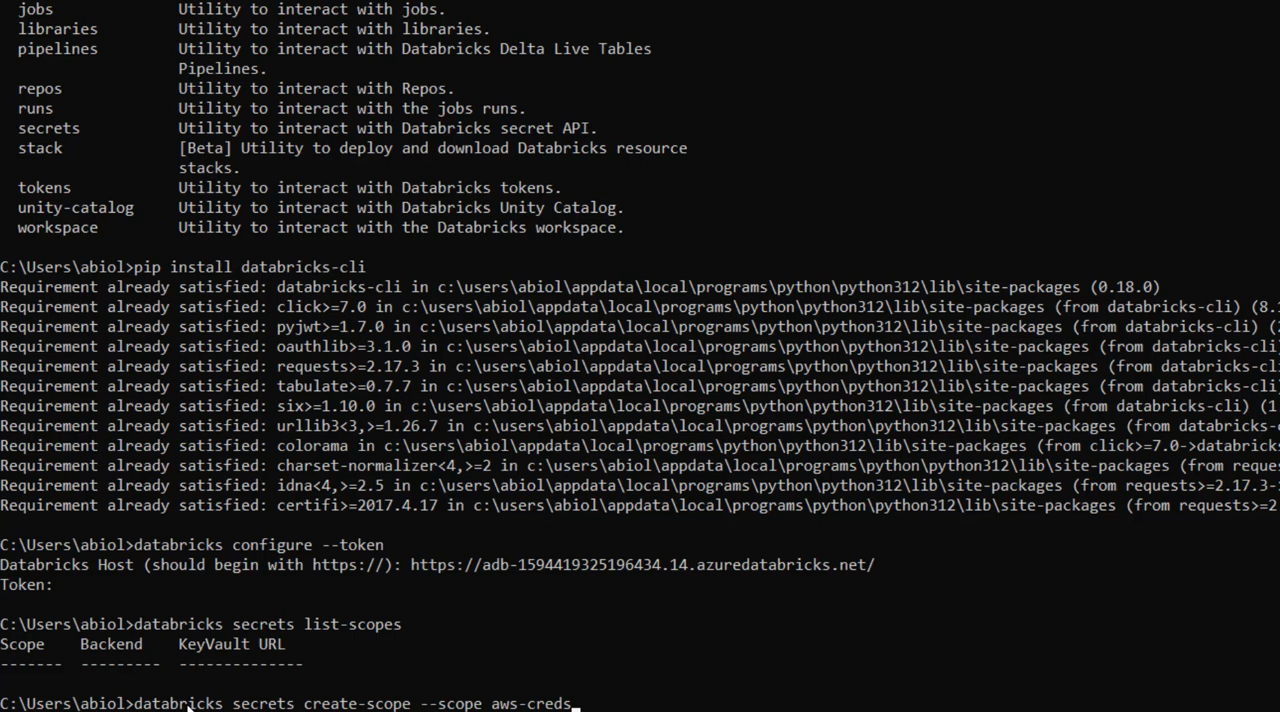 jobs Utility to interact with jobs.
libraries Utility to interact with libraries.
pipelines Utility to interact with Databricks Delta Live Tables
Pipelines.
repos Utility to interact with Repos.
runs Utility to interact with the jobs runs.
secrets Utility to interact with Databricks secret API.
stack [Beta] Utility to deploy and download Databricks resource
stacks.
tokens Utility to interact with Databricks tokens.
unity-catalog Utility to interact with Databricks Unity Catalog.
workspace Utility to interact with the Databricks workspace.
C:\Users\abiol>pip install databricks-cli
Requirement already satisfied: databricks-cli in c:\users\abiol\appdata\local\programs\python\python312\lib\site-packages (0.18.0)
Requirement already satisfied: click>=7.0 in c:\users\abiol\appdata\local\programs\python\python312\lib\site-packages (from databricks-cli) (8.1
Requirement already satisfied: pyjwt>=1.7.0 in c:\users\abiol\appdata\local\programs\python\python312\lib\site-packages (from databricks-cli) (
Requirement already satisfied: oauthlib>=3.1.0 in c:\users\abiol\appdata\local\programs\python\python312\lib\site-packages (from databricks-cli
Requirement already satisfied: requests>=2.17.3 in c:\users\abiol\appdata\local\programs\python\python312\lib\site-packages (from databricks-cl
Requirement already satisfied: tabulate>=0.7.7 in c:\users\abiol\appdata\local\programs\python\python312\lib\site-packages (from databricks-cli
Requirement already satisfied: six>=1.10.0 in c:\users\abiol\appdata\local\programs\python\python312\lib\site-packages (from databricks-cli) (1
Requirement already satisfied: urllib3<3,>=1.26.7 in c:\users\abiol\appdata\local\programs\python\python312\lib\site-packages (from databricks-
Requirement already satisfied: colorama in c:\users\abiol\appdata\local\programs\python\python312\lib\site-packages (from click>=7.0->databrick
Requirement already satisfied: charset-normalizer<4,>=2 in c:\users\abiol\appdata\local\programs\python\python312\lib\site-packages (from reque
Requirement already satisfied: idna<4,>=2.5 in c:\users\abiol\appdata\local\programs\python\python312\lib\site-packages (from requests>=2.17.3-
Requirement already satisfied: certifi>=2017.4.17 in c:\users\abiol\appdata\local\programs\python\python312\lib\site-packages (from requests>=2
C:\Users\abiol>databricks configure --token
Databricks Host (should begin with https://): https://adb-1594419325196434.14.azuredatabricks.net/
Token:
C:\Users\abiol>databricks secrets list-scopes
Scope Backend KeyVault URL
------- --------- --------------
C:\Users\abiol>databricks secrets create-scope --scope aws-creds